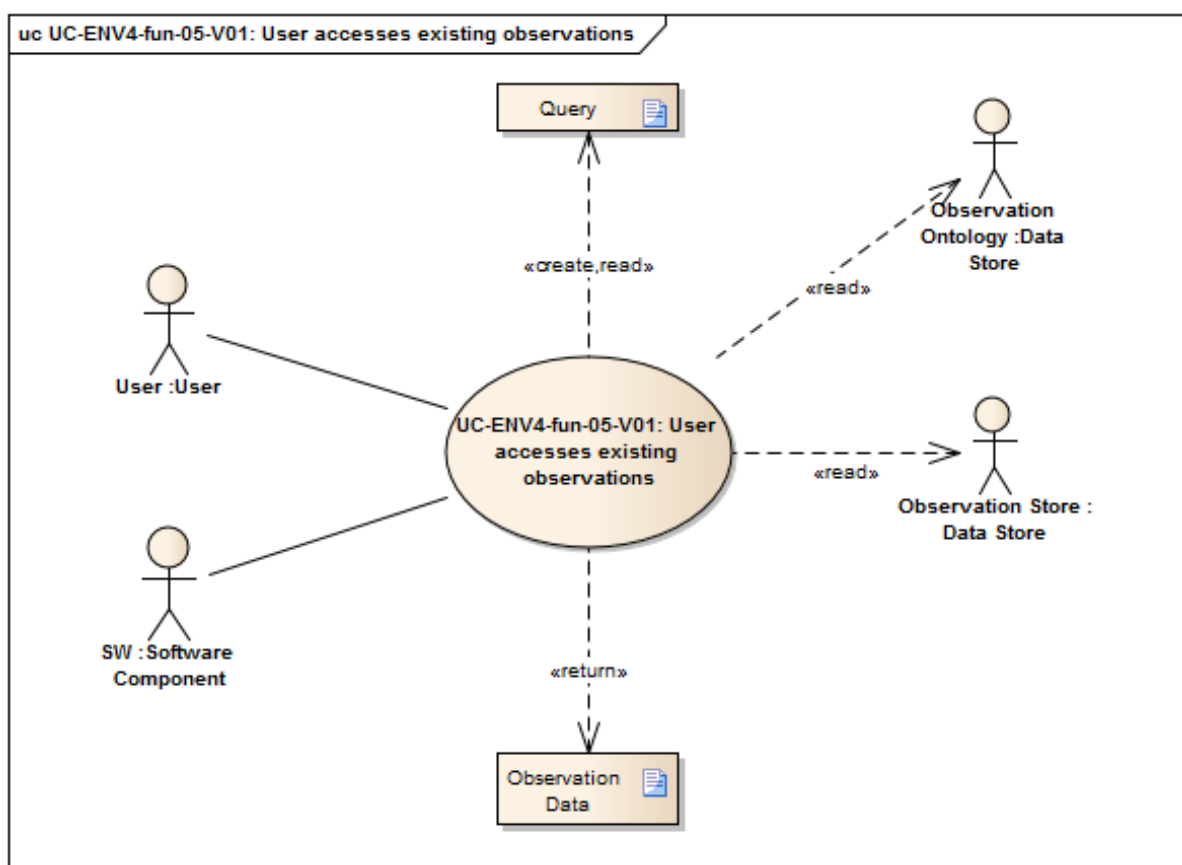 uc UC-ENV4-fun-05-V01: User accesses existing observations
Query
Observation
Ontology :Data
Store
«create,read»
«read»
User :User
UC-ENV4-fun-05-V01: User
accesses existing
observations
«read»
Observation Store :
Data Store
SW :Software
Component
«return»
Observation
Data